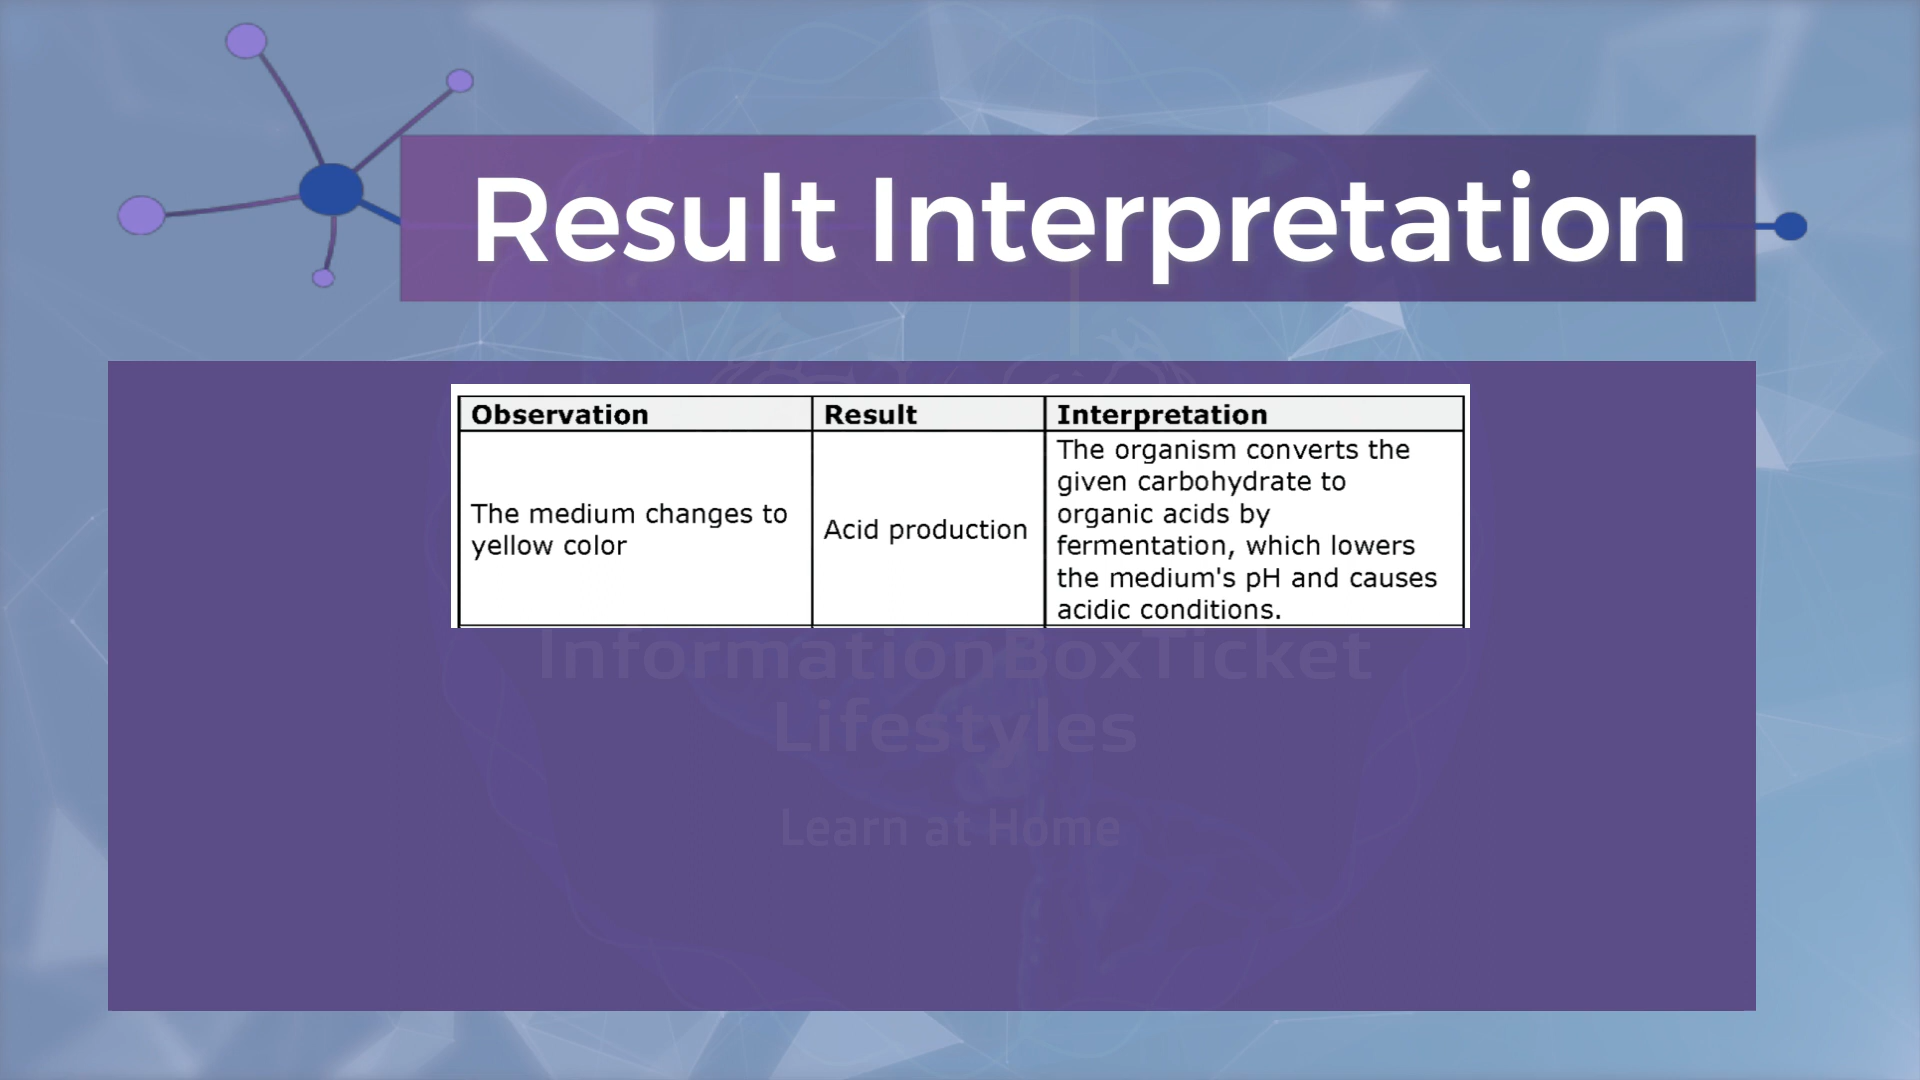 Result Interpretation
Observation
Result
Interpretation
The medium changes to
yellow color
Acid production
The organism converts the
given carbohydrate to
organic acids by
fermentation, which lowers
the medium's pH and causes
acidic conditions.
InformationBoxTicket
Lifestyles
Learn at Home